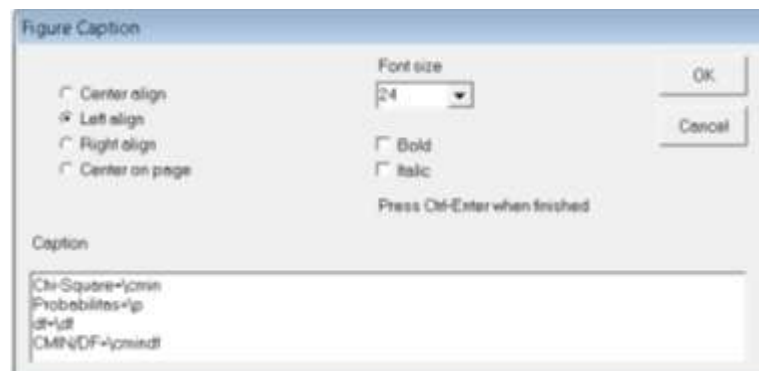 Figure Caption
Font size
OK
Center align
24
Left align
Cancel
Right align
Bold
Center on page
Italic
Press Ctrl-Enter when finished
Caption
Chi-Square=\cmin
Probabilitas=\p
df=\df
CMIN/DF=\cmindf